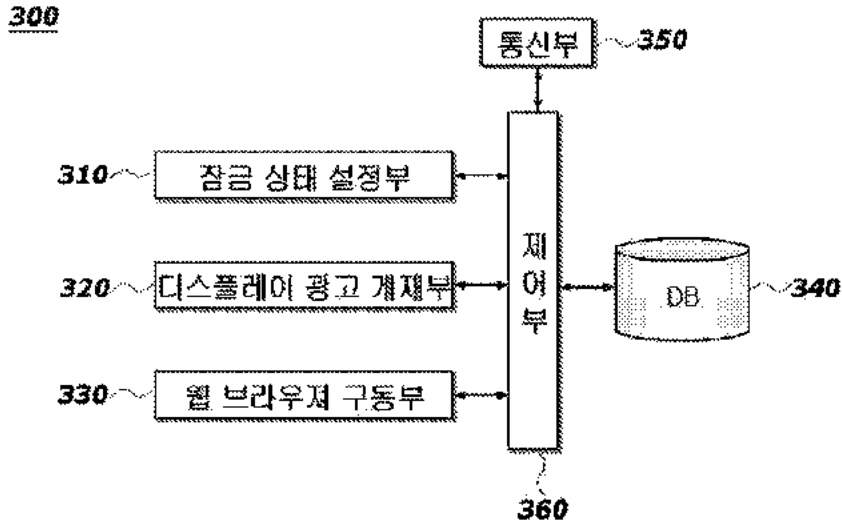 300
통신부
350
310
잠금 상태 설정부
320
디스플레이 광고 게재부
330
웹 브라우져 구동부
제어부
DB
340
360